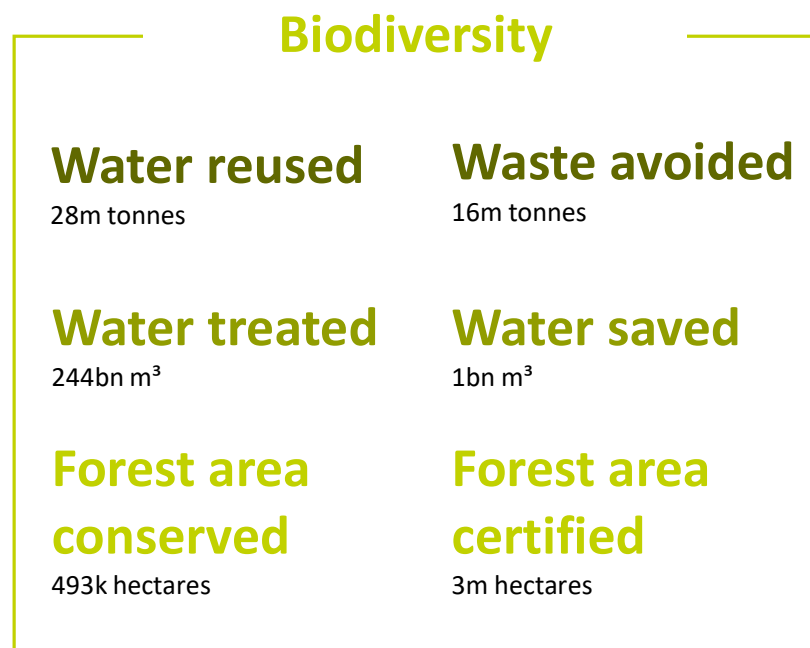 Biodiversity
Water reused
28m tonnes
Waste avoided
16m tonnes
Water treated
244bn m³
Water saved
1bn m³
Forest area
conserved
493k hectares
Forest area
certified
3m hectares